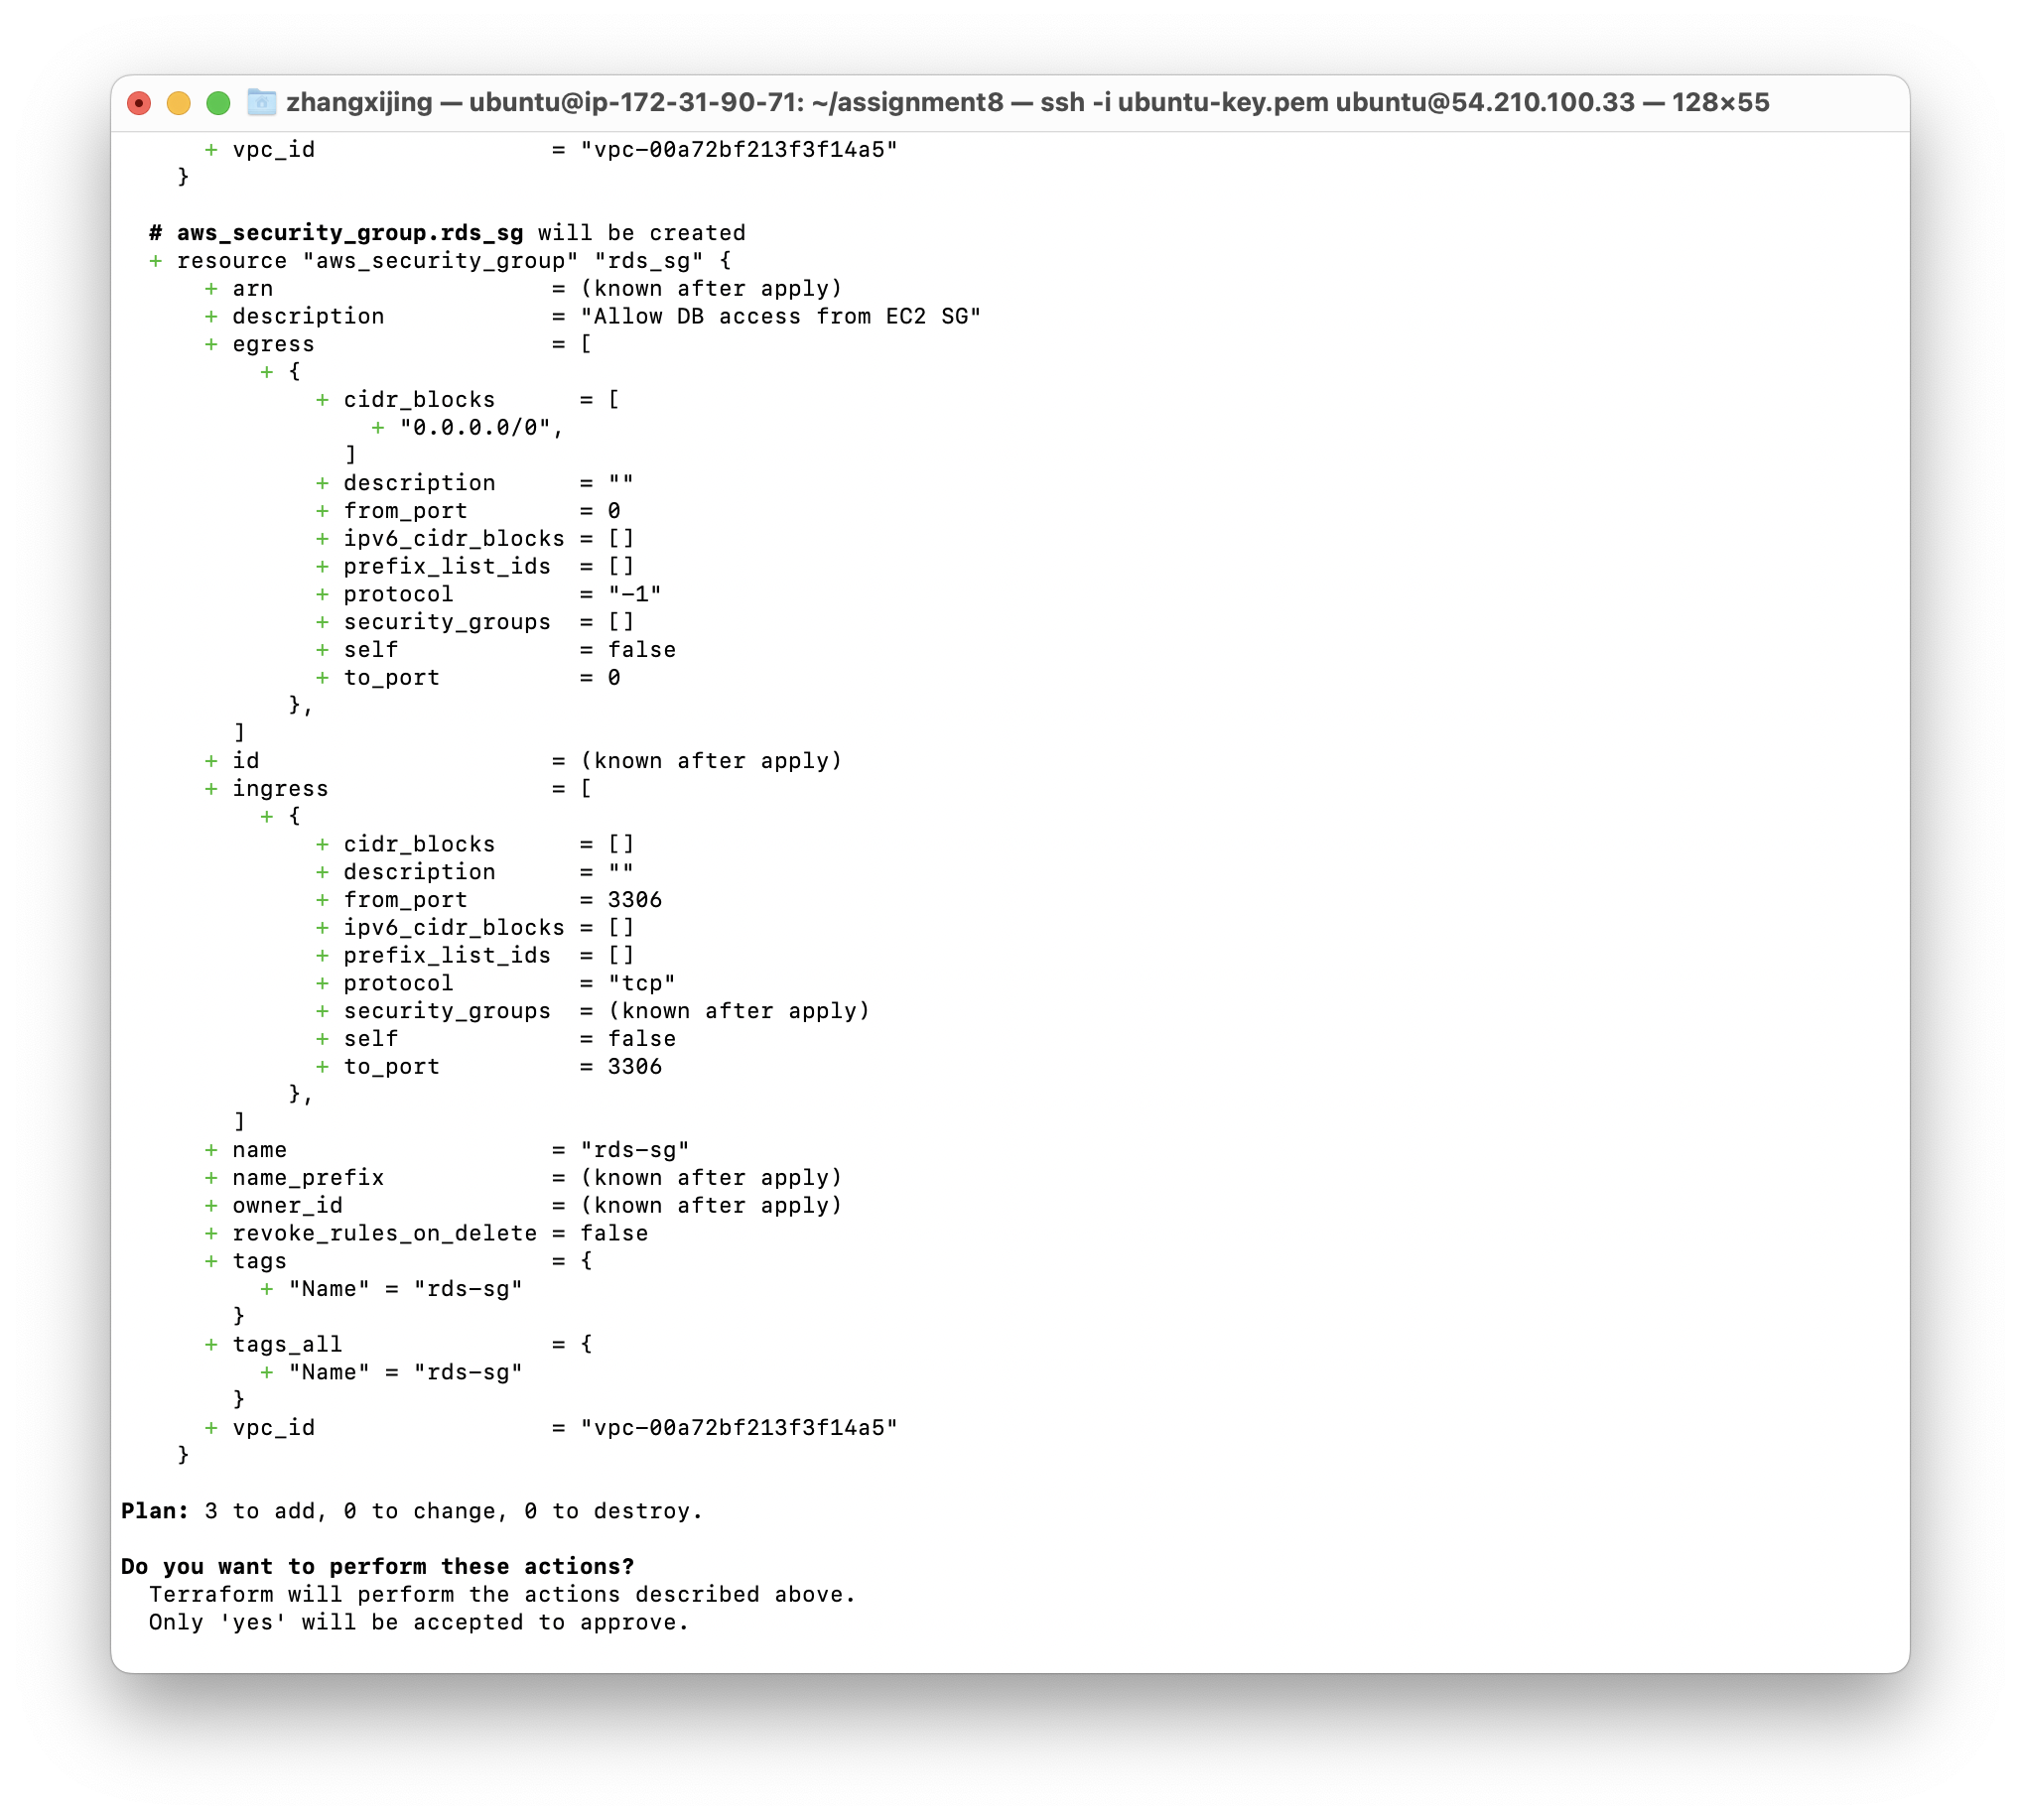 zhangxijing — ubuntu@ip-172-31-90-71: ~/assignment8 — ssh -i ubuntu-key.pem ubuntu@54.210.100.33 — 128×55
      + vpc_id                 = "vpc-00a72bf213f3f14a5"
    }

  # aws_security_group.rds_sg will be created
  + resource "aws_security_group" "rds_sg" {
      + arn                    = (known after apply)
      + description            = "Allow DB access from EC2 SG"
      + egress                 = [
          + {
              + cidr_blocks      = [
                  + "0.0.0.0/0",
                ]
              + description      = ""
              + from_port        = 0
              + ipv6_cidr_blocks = []
              + prefix_list_ids  = []
              + protocol         = "-1"
              + security_groups  = []
              + self             = false
              + to_port          = 0
            },
        ]
      + id                     = (known after apply)
      + ingress                = [
          + {
              + cidr_blocks      = []
              + description      = ""
              + from_port        = 3306
              + ipv6_cidr_blocks = []
              + prefix_list_ids  = []
              + protocol         = "tcp"
              + security_groups  = (known after apply)
              + self             = false
              + to_port          = 3306
            },
        ]
      + name                   = "rds-sg"
      + name_prefix            = (known after apply)
      + owner_id               = (known after apply)
      + revoke_rules_on_delete = false
      + tags                   = {
          + "Name" = "rds-sg"
        }
      + tags_all               = {
          + "Name" = "rds-sg"
        }
      + vpc_id                 = "vpc-00a72bf213f3f14a5"
    }

Plan: 3 to add, 0 to change, 0 to destroy.

Do you want to perform these actions?
  Terraform will perform the actions described above.
  Only 'yes' will be accepted to approve.